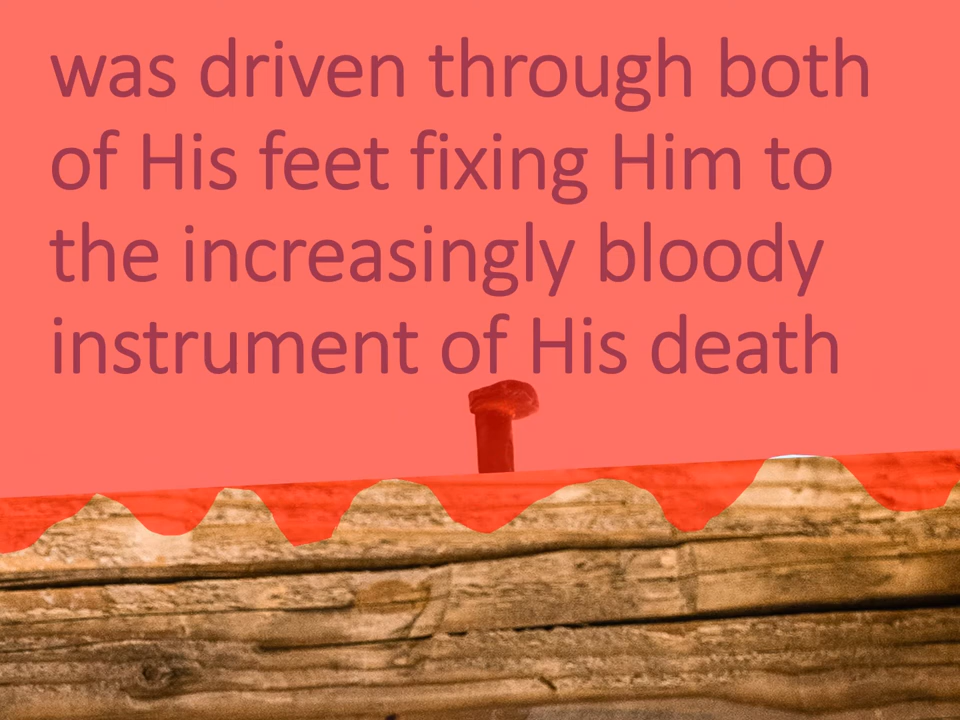 was driven through both
of His feet fixing Him to
the increasingly bloody
instrument of His death